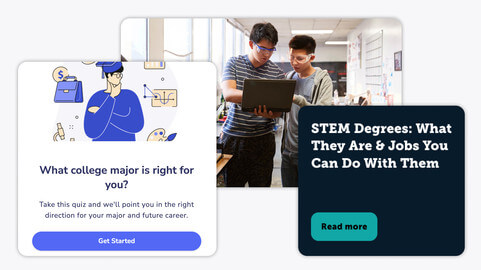 What college major is right for
you?
Take this quiz and we'll point you in the right
direction for your major and future career.
Get Started
STEM Degrees: What
They Are & Jobs You
Can Do With Them
Read more